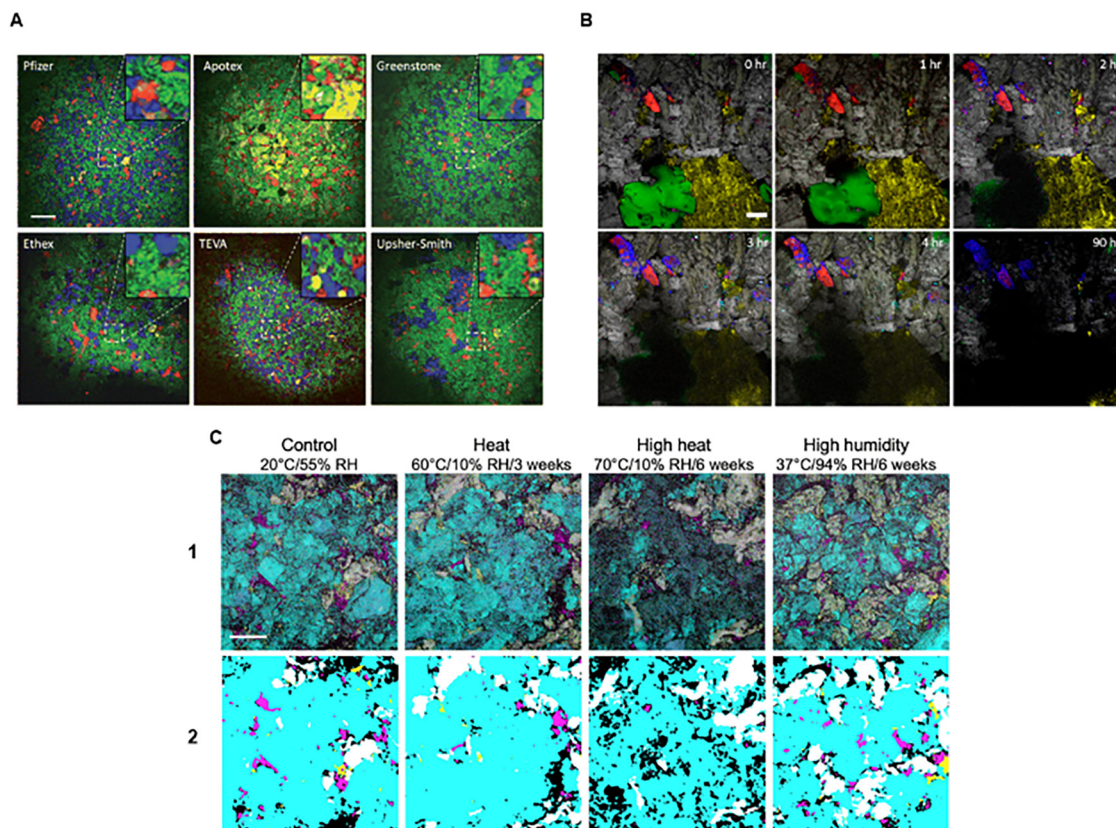 A
B
Pfizer
Apotex
Greenstone
Ethex
TEVA
Upsher-Smith
0 hr
1 hr
2 h
3 hr
4 hr
90 h
C
Control
20°C/55% RH
Heat
60°C/10% RH/3 weeks
High heat
70°C/10% RH/6 weeks
High humidity
37°C/94% RH/6 weeks
1
2